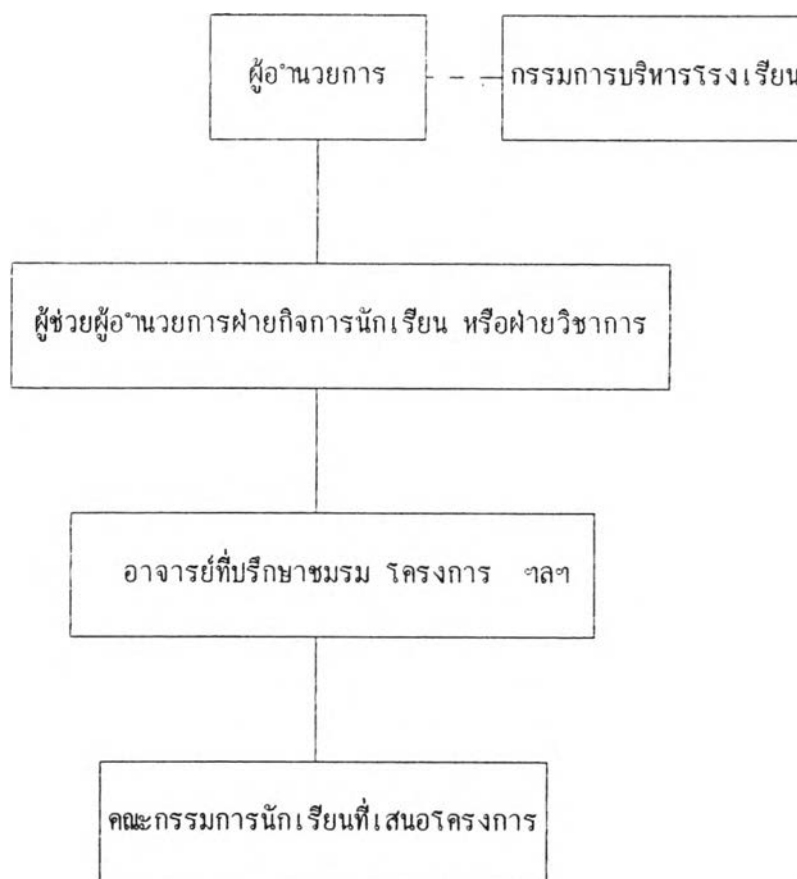 ผู้อำนวยการ
กรรมการบริหารโรงเรียน
ผู้ช่วยผู้อำนวยการฝ่ายกิจการนักเรียน หรือฝ่ายวิชาการ
อาจารย์ที่ปรึกษาชมรม โครงการ ฯลฯ
คณะกรรมการนักเรียนที่เสนอโครงการ